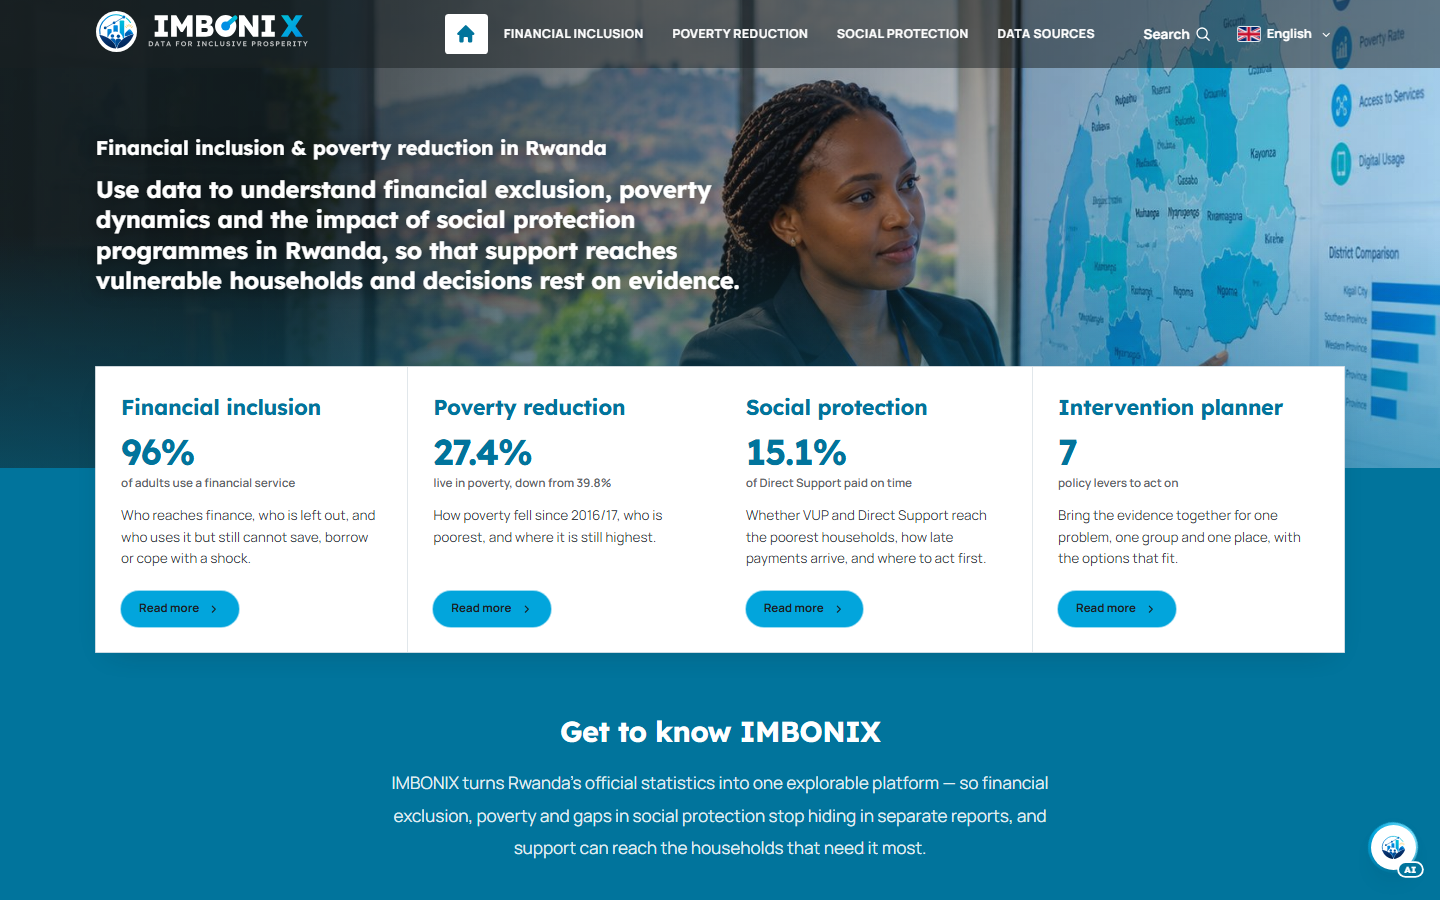 IMBONIX
DATA FOR INCLUSIVE PROSPERITY
FINANCIAL INCLUSION
POVERTY REDUCTION
SOCIAL PROTECTION
DATA SOURCES
Search
English
Poverty Rate
Access to Services
Digital Usage
Kayonza
Gasabo
Ngoma
District Comparison
Kigali City
Southern Province
Western Province
Province
Province
Financial inclusion & poverty reduction in Rwanda
Use data to understand financial exclusion, poverty
dynamics and the impact of social protection
programmes in Rwanda, so that support reaches
vulnerable households and decisions rest on evidence.
Financial inclusion
96%
of adults use a financial service
Who reaches finance, who is left out, and
who uses it but still cannot save, borrow
or cope with a shock.
Read more
Poverty reduction
27.4%
live in poverty, down from 39.8%
How poverty fell since 2016/17, who is
poorest, and where it is still highest.
Read more
Social protection
15.1%
of Direct Support paid on time
Whether VUP and Direct Support reach
the poorest households, how late
payments arrive, and where to act first.
Read more
Intervention planner
7
policy levers to act on
Bring the evidence together for one
problem, one group and one place, with
the options that fit.
Read more
Get to know IMBONIX
IMBONIX turns Rwanda's official statistics into one explorable platform — so financial
exclusion, poverty and gaps in social protection stop hiding in separate reports, and
support can reach the households that need it most.
AI